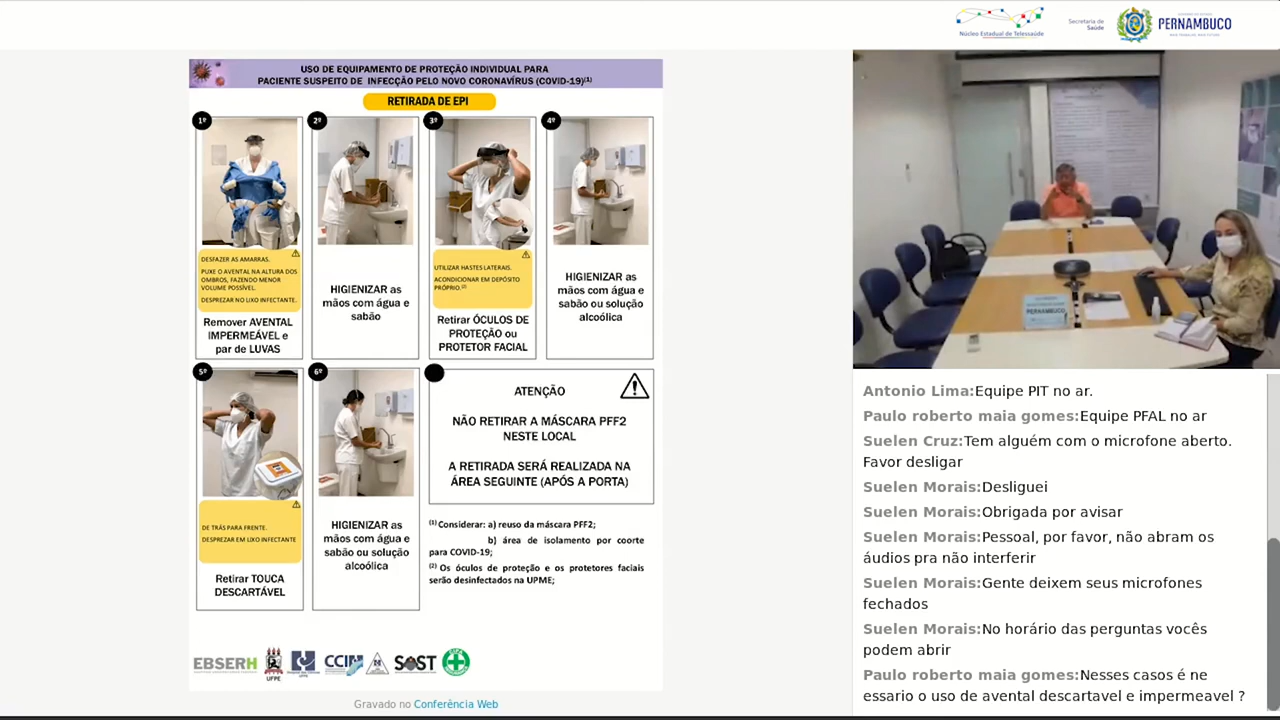 Núcleo Estadual de Telessaúde
Secretaria de
Saúde
PERNAMBUCO
USO DE EQUIPAMENTO DE PROTEÇÃO INDIVIDUAL PARA
PACIENTE SUSPEITO DE INFECÇÃO PELO NOVO CORONAVÍRUS (COVID-19)(1)
RETIRADA DE EPI
1º
2º
3º
4º
DESFAZER AS AMARRAS.
PUXE O AVENTAL NA ALTURA DOS
OMBROS, FAZENDO MENOR
VOLUME POSSÍVEL.
DESPREZAR NO LIXO INFECTANTE.
Remover AVENTAL
IMPERMEÁVEL e
par de LUVAS
HIGIENIZAR as
mãos com água e
sabão
UTILIZAR HASTES LATERAIS.
ACONDICIONAR EM DEPÓSITO
PRÓPRIO.(2)
Retirar ÓCULOS DE
PROTEÇÃO ou
PROTETOR FACIAL
HIGIENIZAR as
mãos com água e
sabão ou solução
alcoólica
5º
6º
DE TRÁS PARA FRENTE.
DESPREZAR EM LIXO INFECTANTE
Retirar TOUCA
DESCARTÁVEL
HIGIENIZAR as
mãos com água e
sabão ou solução
alcoólica
ATENÇÃO
NÃO RETIRAR A MÁSCARA PFF2
NESTE LOCAL
A RETIRADA SERÁ REALIZADA NA
ÁREA SEGUINTE (APÓS A PORTA)
(1) Considerar: a) reuso da máscara PFF2;
b) área de isolamento por coorte
para COVID-19;
(2) Os óculos de proteção e os protetores faciais
serão desinfectados na UPME;
EBSERH
UFPE
CCIH
SOST
Gravado no Conferência Web
PERNAMBUCO
Antonio Lima:Equipe PIT no ar.
Paulo roberto maia gomes:Equipe PFAL no ar
Suelen Cruz:Tem alguém com o microfone aberto.
Favor desligar
Suelen Morais:Desliguei
Suelen Morais:Obrigada por avisar
Suelen Morais:Pessoal, por favor, não abram os
áudios pra não interferir
Suelen Morais:Gente deixem seus microfones
fechados
Suelen Morais:No horário das perguntas vocês
podem abrir
Paulo roberto maia gomes:Nesses casos é ne
essario o uso de avental descartavel e impermeavel ?